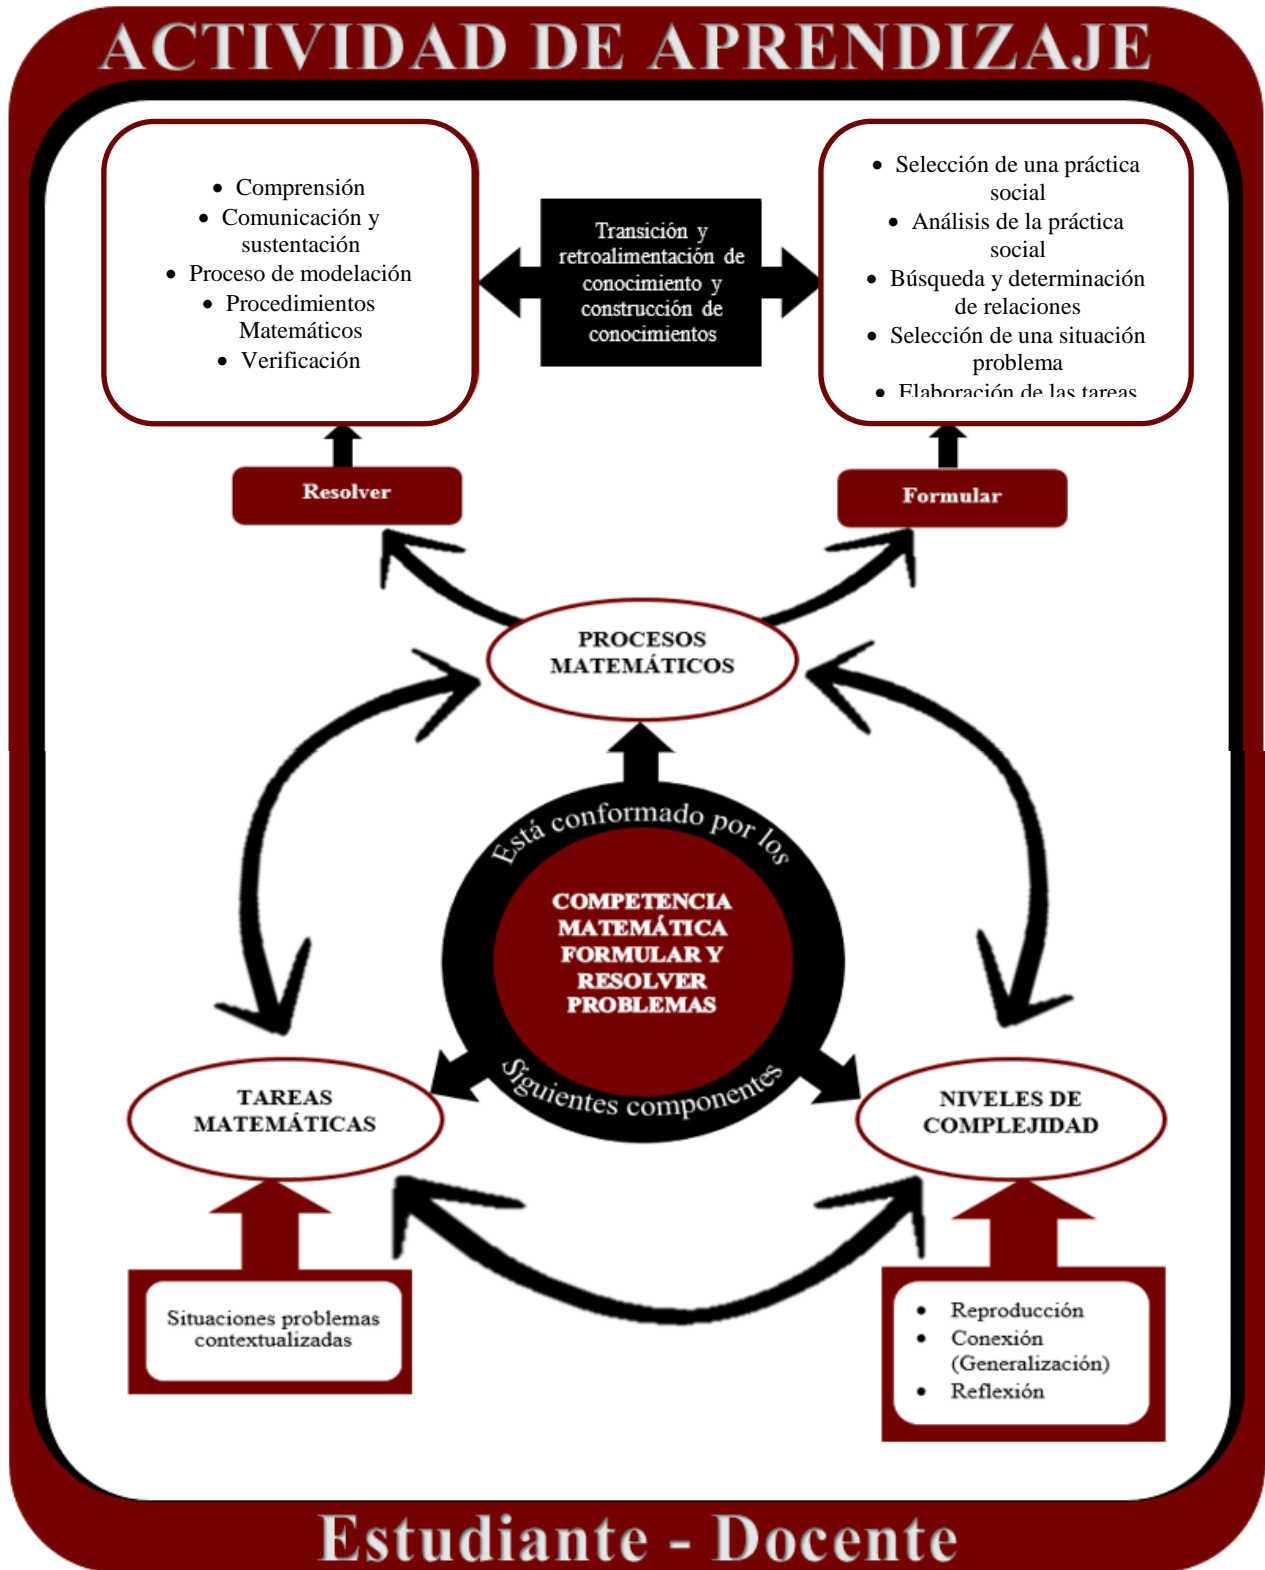 ACTIVIDAD DE APRENDIZAJE
• Comprensión
• Comunicación y
sustentación
• Proceso de modelación
• Procedimientos
Matemáticos
• Verificación
Transición y
retroalimentación de
conocimiento y
construcción de
conocimientos
• Selección de una práctica
social
• Análisis de la práctica
social
• Búsqueda y determinación
de relaciones
• Selección de una situación
problema
• Elaboración de las tareas
Resolver
Formular
PROCESOS
MATEMÁTICOS
Está conformado por los
COMPETENCIA
MATEMÁTICA
FORMULAR Y
RESOLVER
PROBLEMAS
Siguientes componentes
TAREAS
MATEMÁTICAS
NIVELES DE
COMPLEJIDAD
Situaciones problemas
contextualizadas
• Reproducción
• Conexión
(Generalización)
• Reflexión
Estudiante - Docente